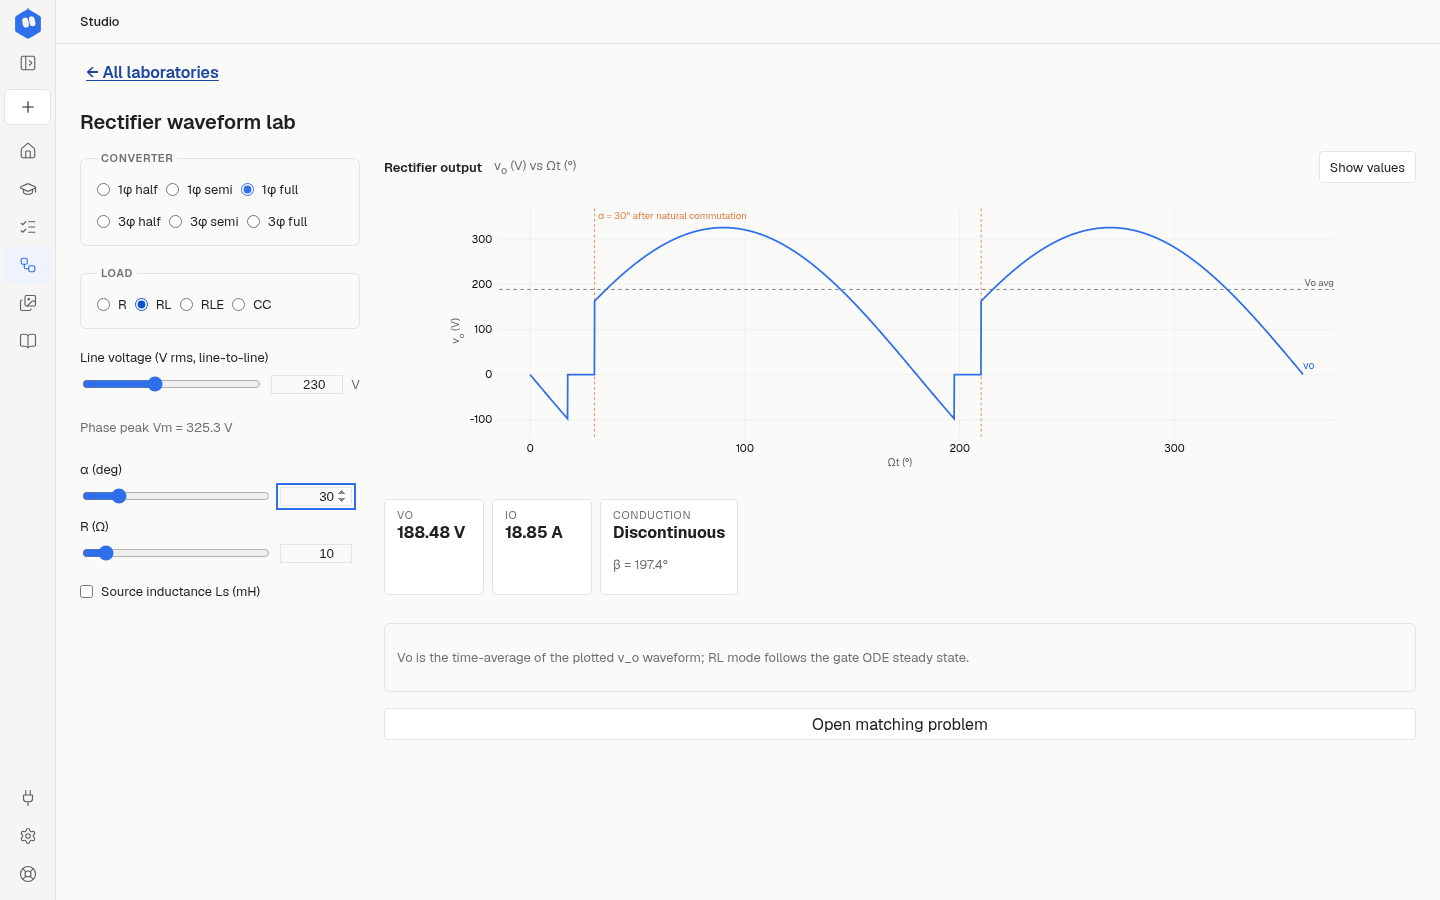 Studio
← All laboratories
Rectifier waveform lab
CONVERTER
1φ half 1φ semi 1φ full
3φ half 3φ semi 3φ full
LOAD
R RL RLE CC
Line voltage (V rms, line-to-line)
230 V
Phase peak Vm = 325.3 V
α (deg)
30
R (Ω)
10
Source inductance Ls (mH)
Rectifier output vo (V) vs Ωt (°)
Show values
α = 30° after natural commutation
300
200
100
0
-100
vo (V)
Vo avg
vo
0 100 200 300
Ωt (°)
VO
188.48 V
IO
18.85 A
CONDUCTION
Discontinuous
β = 197.4°
Vo is the time-average of the plotted v_o waveform; RL mode follows the gate ODE steady state.
Open matching problem